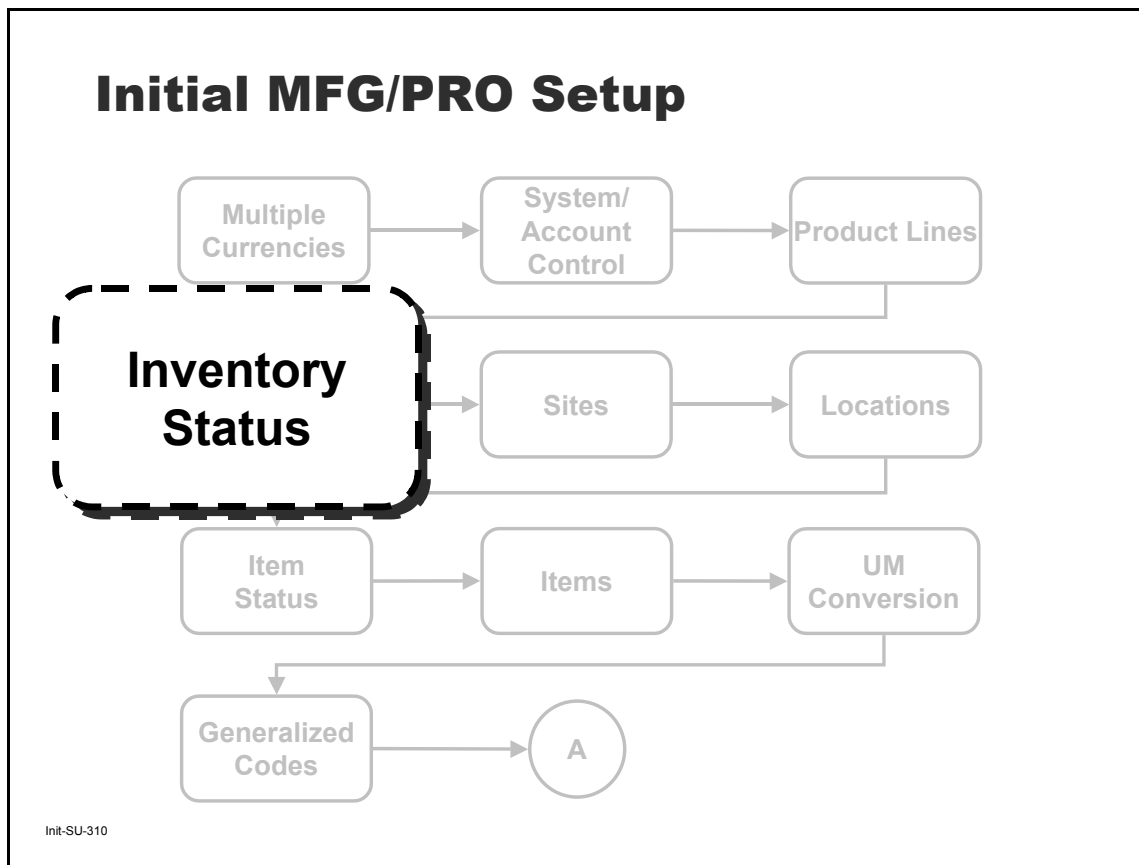 Initial MFG/PRO Setup
Multiple
Currencies
System/
Account
Control
Product Lines
Inventory
Status
Sites
Locations
Item
Status
Items
UM
Conversion
Generalized
Codes
A
Init-SU-310